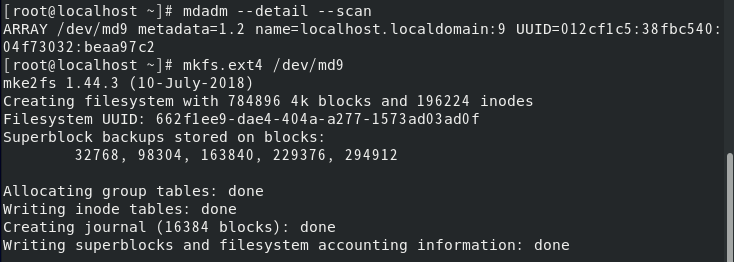 [root@localhost ~]# mdadm --detail --scan
ARRAY /dev/md9 metadata=1.2 name=localhost.localdomain:9 UUID=012cf1c5:38fbc540:
04f73032:beaa97c2
[root@localhost ~]# mkfs.ext4 /dev/md9
mke2fs 1.44.3 (10-July-2018)
Creating filesystem with 784896 4k blocks and 196224 inodes
Filesystem UUID: 662f1ee9-dae4-404a-a277-1573ad03ad0f
Superblock backups stored on blocks:
        32768, 98304, 163840, 229376, 294912

Allocating group tables: done
Writing inode tables: done
Creating journal (16384 blocks): done
Writing superblocks and filesystem accounting information: done